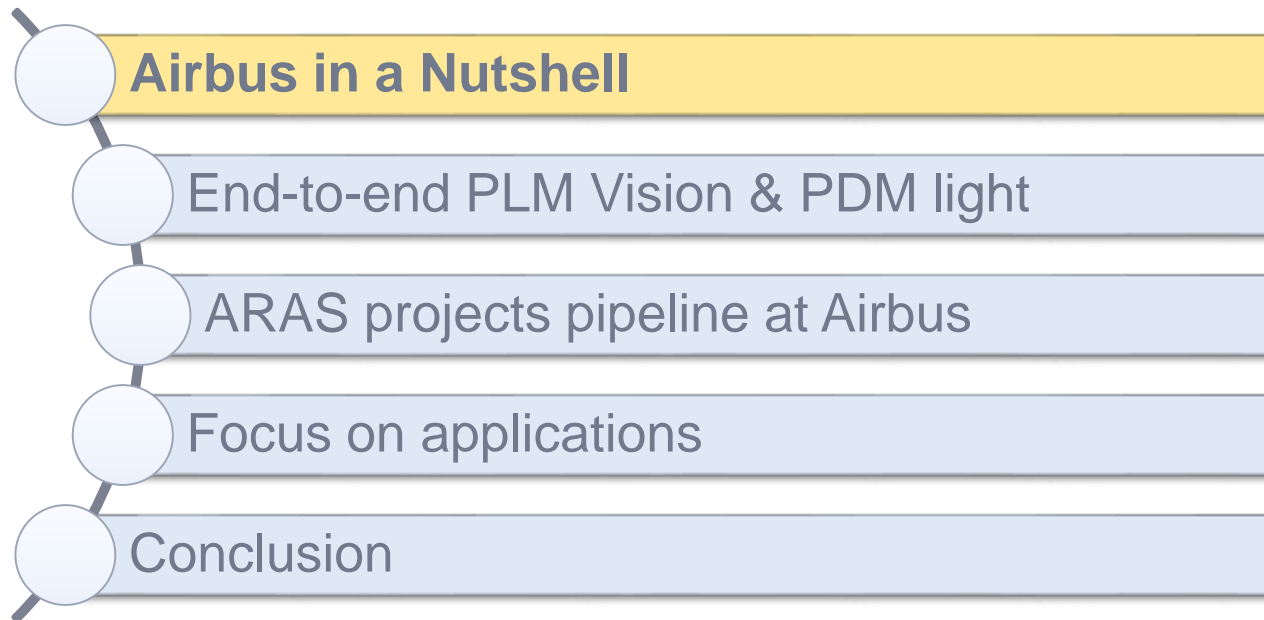 Airbus in a Nutshell
End-to-end PLM Vision & PDM light
ARAS projects pipeline at Airbus
Focus on applications
Conclusion